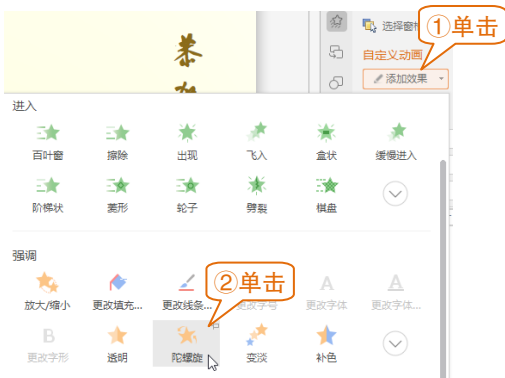 选择窗格
①单击
自定义动画
添加效果
进入
百叶窗 擦除 出现 飞入 盒状 缓慢进入
阶梯状 菱形 轮子 劈裂 棋盘
强调
②单击
放大/缩小 更改填充... 更改线条... 更改字号 更改字体 更改字体...
更改字形 透明 陀螺旋 变淡 补色